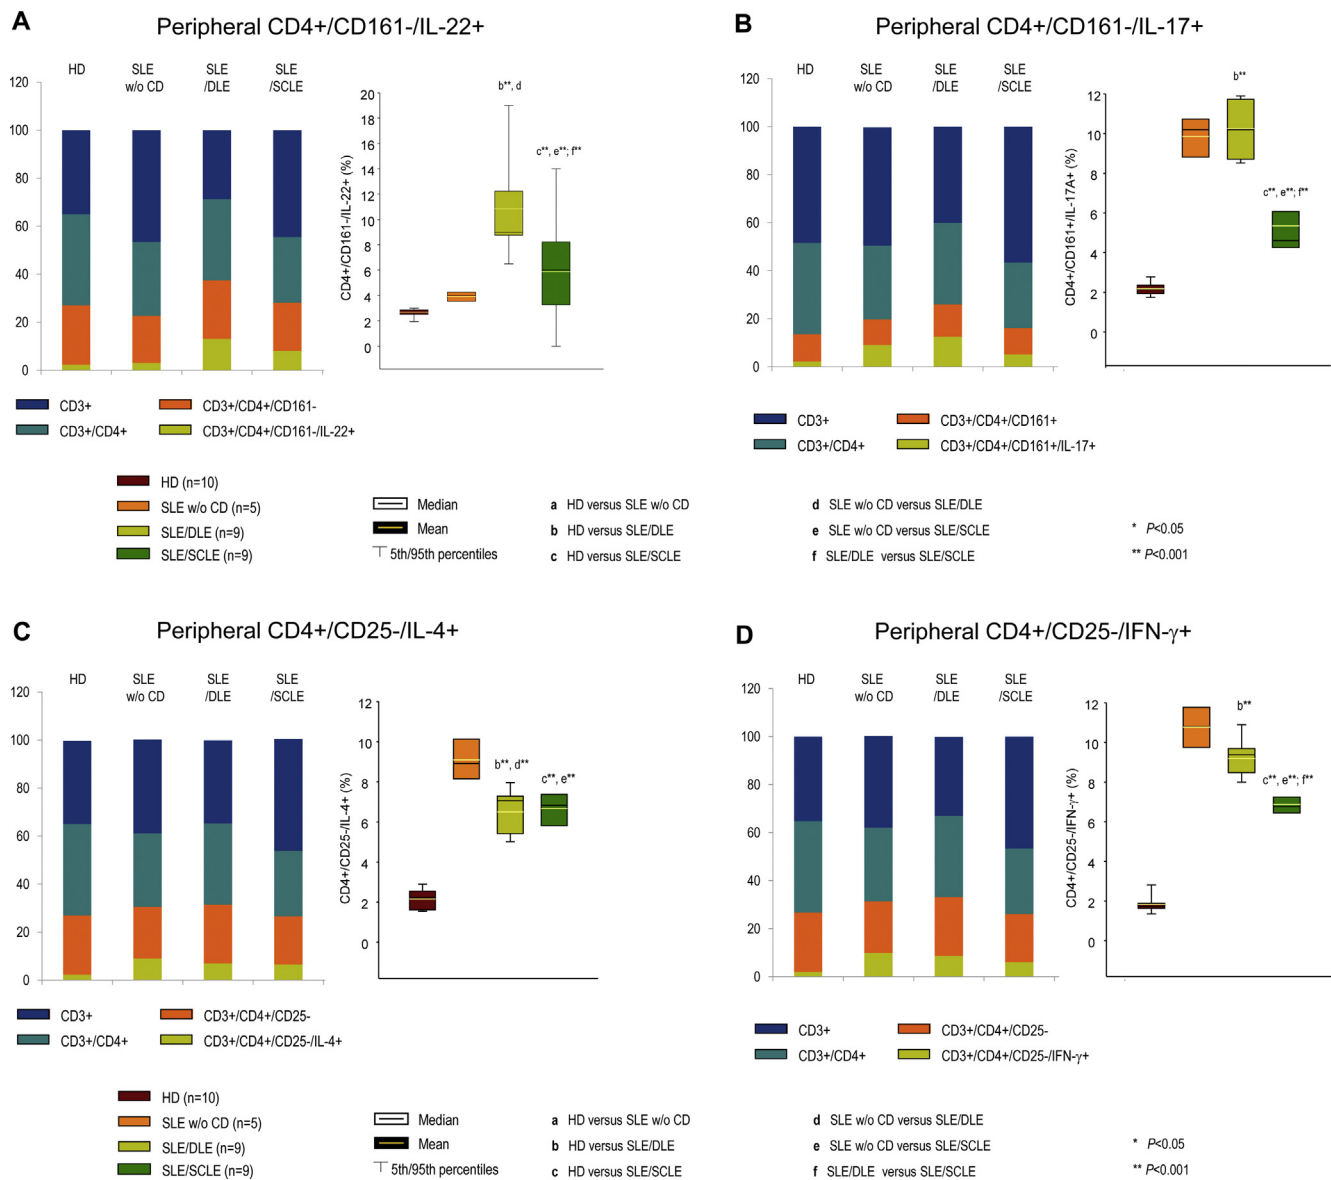 A
Peripheral CD4+/CD161-/IL-22+
HD
SLE
w/o CD
SLE
/DLE
SLE
/SCLE
120
100
80
60
40
20
0
CD4+/CD161-/IL-22+ (%)
20
18
16
14
12
10
8
6
4
2
0
b**, d
c**, e**; f**
CD3+
CD3+/CD4+/CD161-
CD3+/CD4+
CD3+/CD4+/CD161-/IL-22+
B
Peripheral CD4+/CD161-/IL-17+
HD
SLE
w/o CD
SLE
/DLE
SLE
/SCLE
120
100
80
60
40
20
0
CD4+/CD161+/IL-17A+ (%)
12
10
8
6
4
2
0
b**
c**, e**; f**
CD3+
CD3+/CD4+/CD161+
CD3+/CD4+
CD3+/CD4+/CD161+/IL-17+
HD (n=10)
SLE w/o CD (n=5)
SLE/DLE (n=9)
SLE/SCLE (n=9)
Median
Mean
5th/95th percentiles
a HD versus SLE w/o CD
b HD versus SLE/DLE
c HD versus SLE/SCLE
d SLE w/o CD versus SLE/DLE
e SLE w/o CD versus SLE/SCLE
f SLE/DLE versus SLE/SCLE
* P<0.05
** P<0.001
C
Peripheral CD4+/CD25-/IL-4+
HD
SLE
w/o CD
SLE
/DLE
SLE
/SCLE
120
100
80
60
40
20
0
CD4+/CD25-/IL-4+ (%)
12
10
8
6
4
2
0
b**, d**
c**, e**
CD3+
CD3+/CD4+/CD25-
CD3+/CD4+
CD3+/CD4+/CD25-/IL-4+
D
Peripheral CD4+/CD25-/IFN-γ+
HD
SLE
w/o CD
SLE
/DLE
SLE
/SCLE
120
100
80
60
40
20
0
CD4+/CD25-/IFN-γ+ (%)
12
10
8
6
4
2
0
b**
c**, e**; f**
CD3+
CD3+/CD4+/CD25-
CD3+/CD4+
CD3+/CD4+/CD25-/IFN-γ+
HD (n=10)
SLE w/o CD (n=5)
SLE/DLE (n=9)
SLE/SCLE (n=9)
Median
Mean
5th/95th percentiles
a HD versus SLE w/o CD
b HD versus SLE/DLE
c HD versus SLE/SCLE
d SLE w/o CD versus SLE/DLE
e SLE w/o CD versus SLE/SCLE
f SLE/DLE versus SLE/SCLE
* P<0.05
** P<0.001